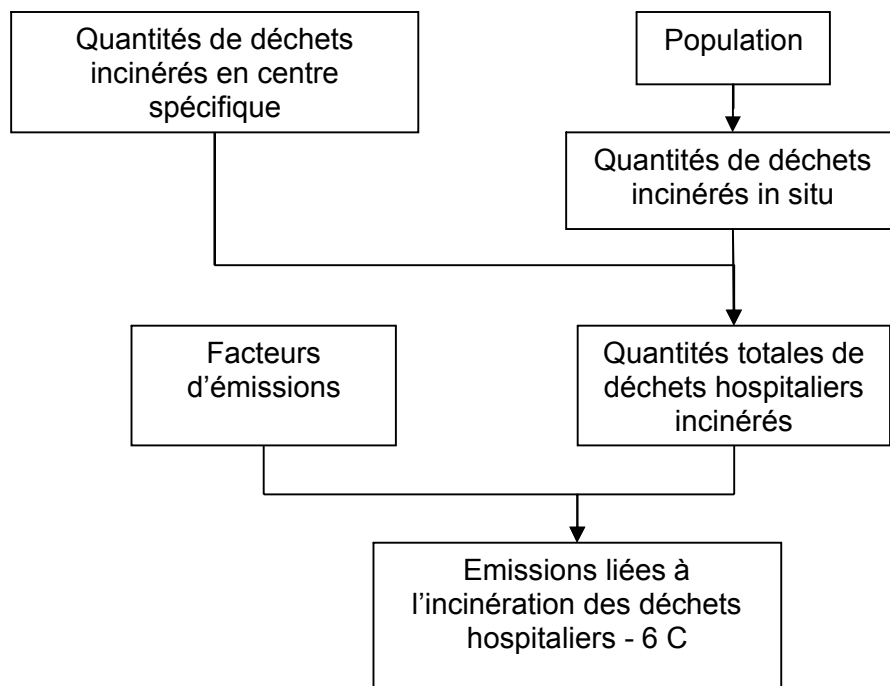 Quantités de déchets
incinérés en centre
spécifique
Population
Quantités de déchets
incinérés in situ
Facteurs
d’émissions
Quantités totales de
déchets hospitaliers
incinérés
Emissions liées à
l’incinération des déchets
hospitaliers - 6 C